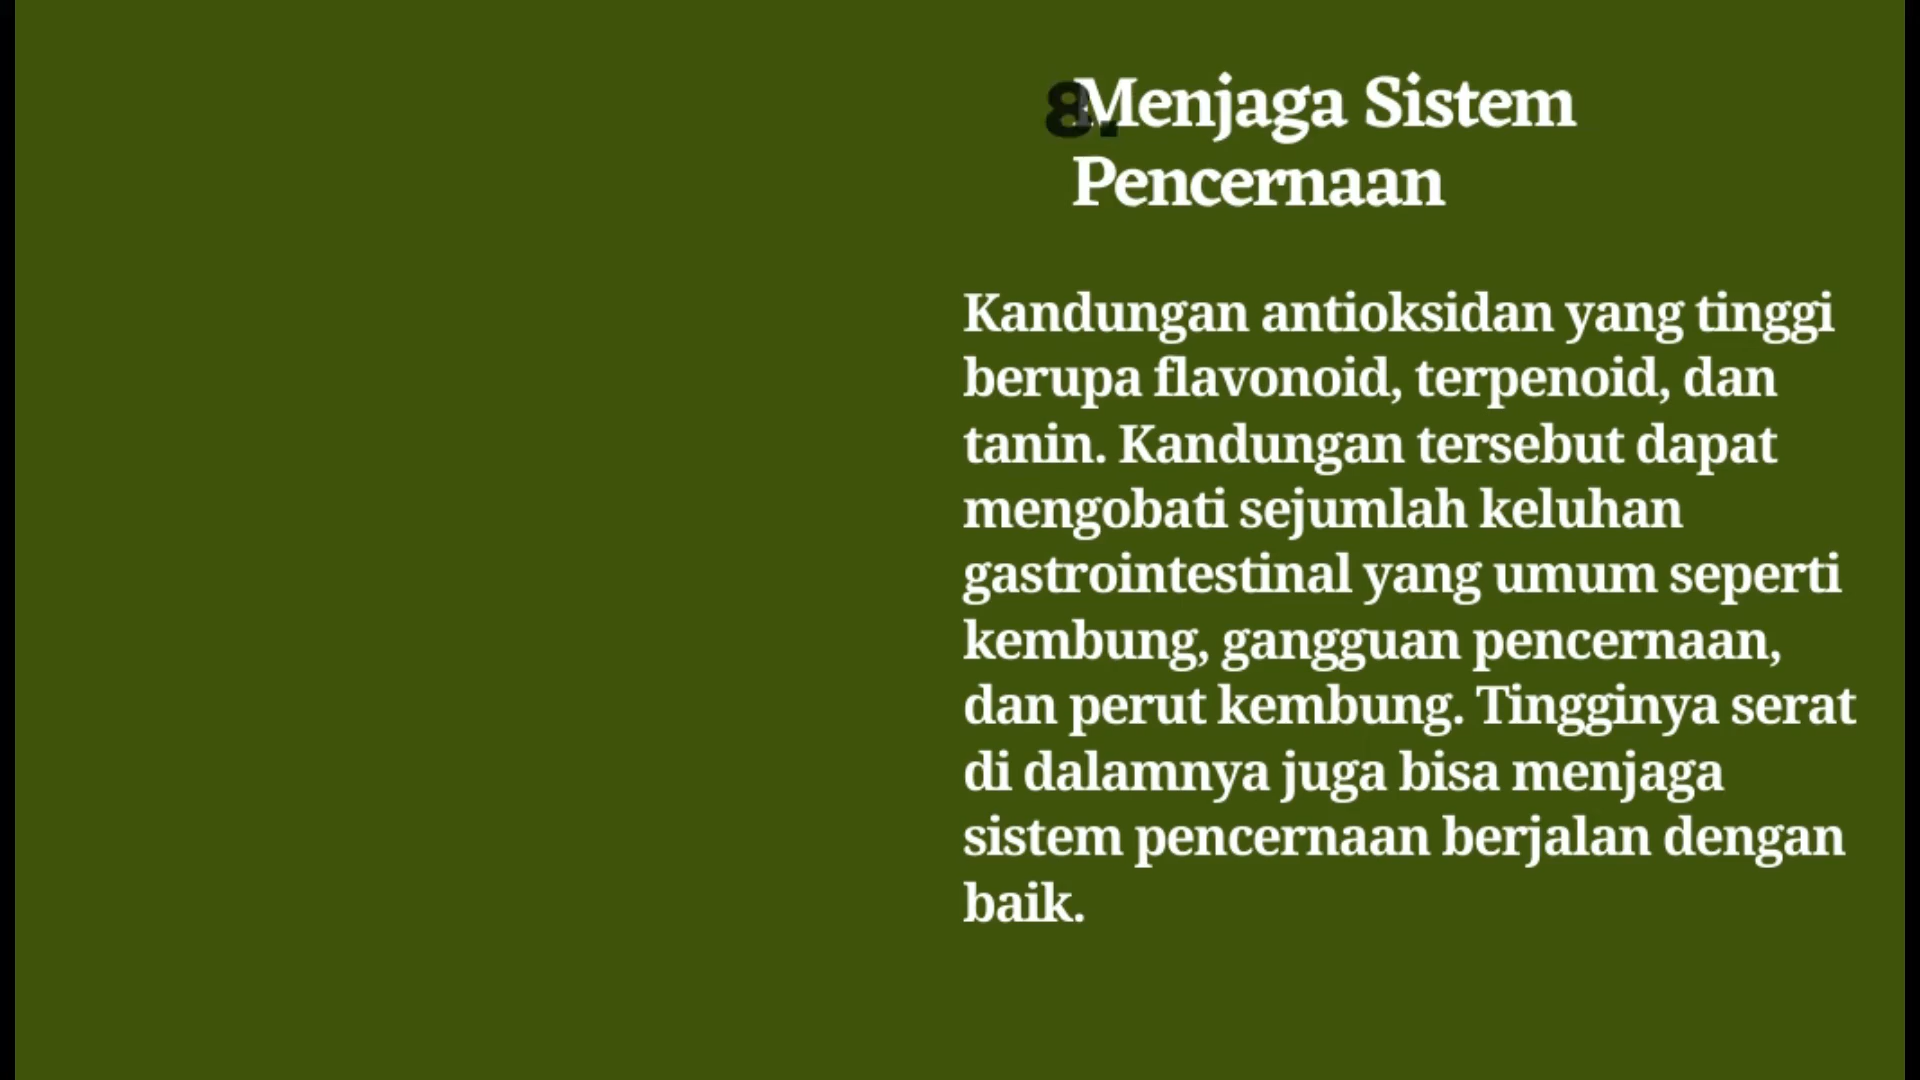 8. Menjaga Sistem
Pencernaan
Kandungan antioksidan yang tinggi
berupa flavonoid, terpenoid, dan
tanin. Kandungan tersebut dapat
mengobati sejumlah keluhan
gastrointestinal yang umum seperti
kembung, gangguan pencernaan,
dan perut kembung. Tingginya serat
di dalamnya juga bisa menjaga
sistem pencernaan berjalan dengan
baik.